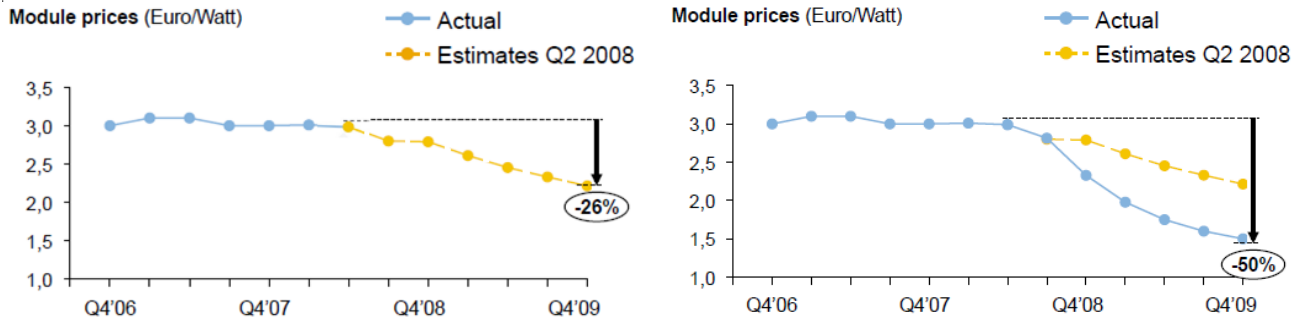 Module prices (Euro/Watt)
Actual
Estimates Q2 2008
3,5
3,0
2,5
2,0
1,5
1,0
-26%
Q4'06
Q4'07
Q4'08
Q4'09
Module prices (Euro/Watt)
Actual
Estimates Q2 2008
3,5
3,0
2,5
2,0
1,5
1,0
-50%
Q4'06
Q4'07
Q4'08
Q4'09